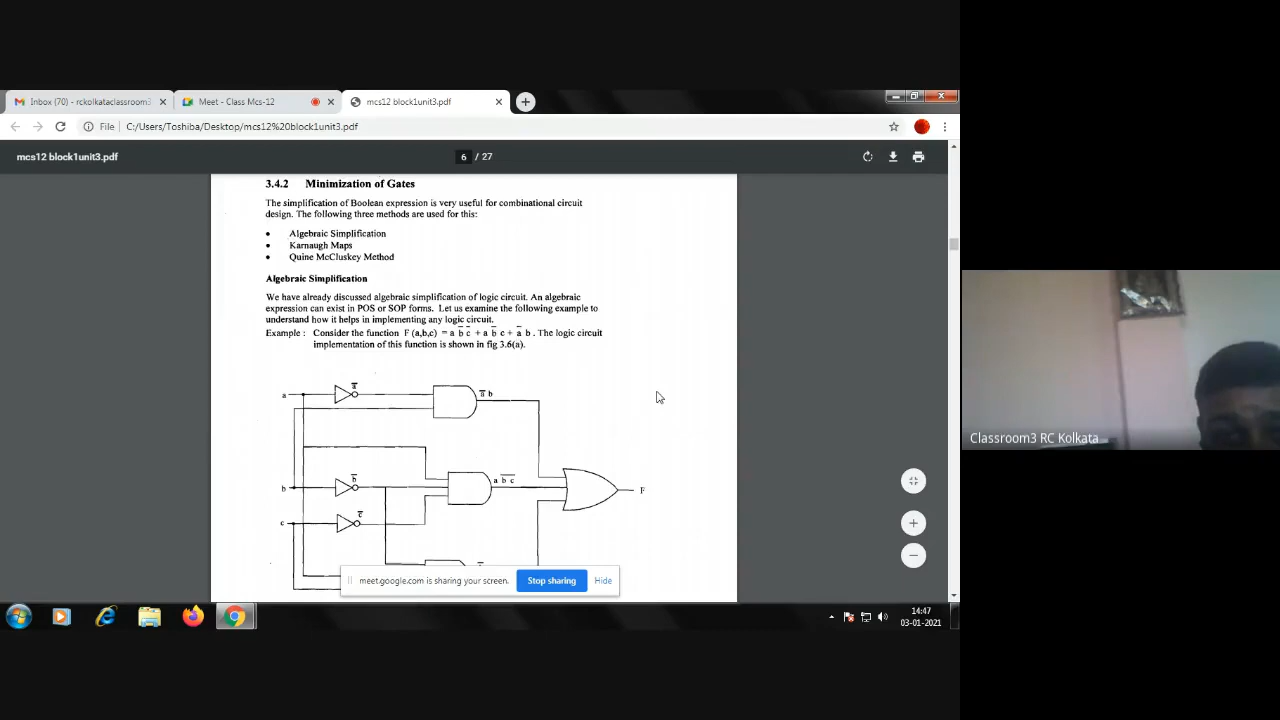 Inbox (70) - rckolkataclassroom3
Meet - Class Mcs-12
mcs12 block1unit3.pdf
File
C:/Users/Toshiba/Desktop/mcs12%20block1unit3.pdf
mcs12 block1unit3.pdf
6 / 27
3.4.2 Minimization of Gates
The simplification of Boolean expression is very useful for combinational circuit
design. The following three methods are used for this:
• Algebraic Simplification
• Karnaugh Maps
• Quine McCluskey Method
Algebraic Simplification
We have already discussed algebraic simplification of logic circuit. An algebraic
expression can exist in POS or SOP forms. Let us examine the following example to
understand how it helps in implementing any logic circuit.
Example : Consider the function F (a,b,c) = a b̅ c̅ + a b̅ c + a̅ b . The logic circuit
implementation of this function is shown in fig 3.6(a).
a̅
a
a̅ b
b̅
b
a b̅ c̅
F
c̅
c
meet.google.com is sharing your screen.
Stop sharing
Hide
Classroom3 RC Kolkata
14:47
03-01-2021